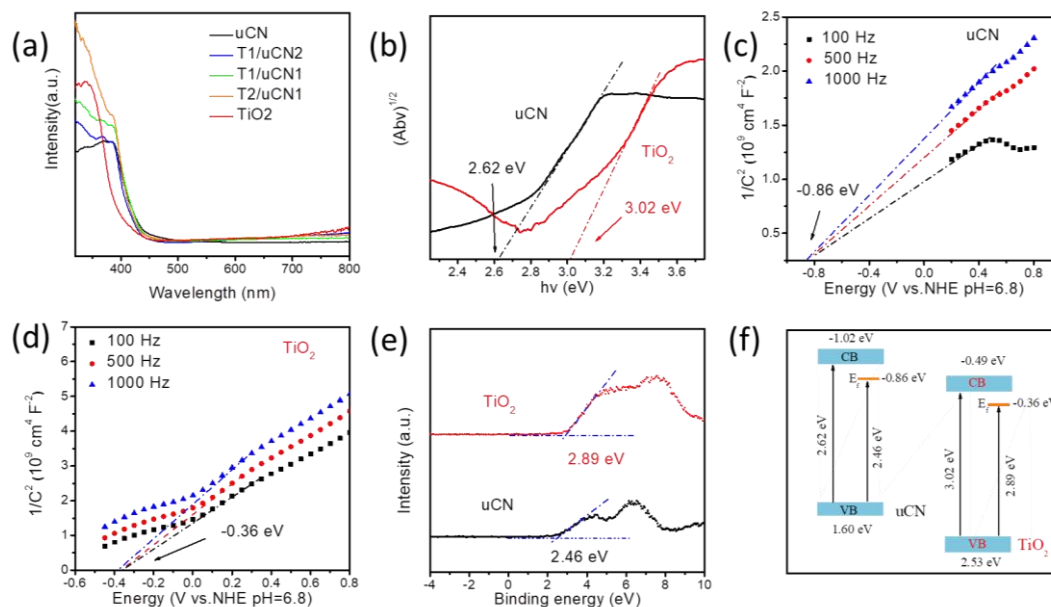 (a)
uCN
T1/uCN2
T1/uCN1
T2/uCN1
TiO2
Intensity(a.u.)
400 500 600 700 800
Wavelength (nm)
(b)
uCN
TiO₂
2.62 eV
3.02 eV
(Abv)^1/2
2.4 2.6 2.8 3.0 3.2 3.4 3.6
hν (eV)
(c)
100 Hz
500 Hz
1000 Hz
uCN
-0.86 eV
1/C² (10⁹ cm⁴ F⁻²)
2.5
2.0
1.5
1.0
0.5
-0.8 -0.4 0.0 0.4 0.8
Energy (V vs.NHE pH=6.8)
(d)
100 Hz
500 Hz
1000 Hz
TiO₂
-0.36 eV
1/C² (10⁹ cm⁴ F⁻²)
7
6
5
4
3
2
1
0
-0.6 -0.4 -0.2 0.0 0.2 0.4 0.6 0.8
Energy (V vs.NHE pH=6.8)
(e)
TiO₂
2.89 eV
uCN
2.46 eV
Intensity (a.u.)
-4 -2 0 2 4 6 8 10
Binding energy (eV)
(f)
-1.02 eV
CB
E_f
-0.86 eV
2.62 eV
2.46 eV
VB
uCN
1.60 eV
-0.49 eV
CB
E_f
-0.36 eV
3.02 eV
2.89 eV
VB
TiO₂
2.53 eV